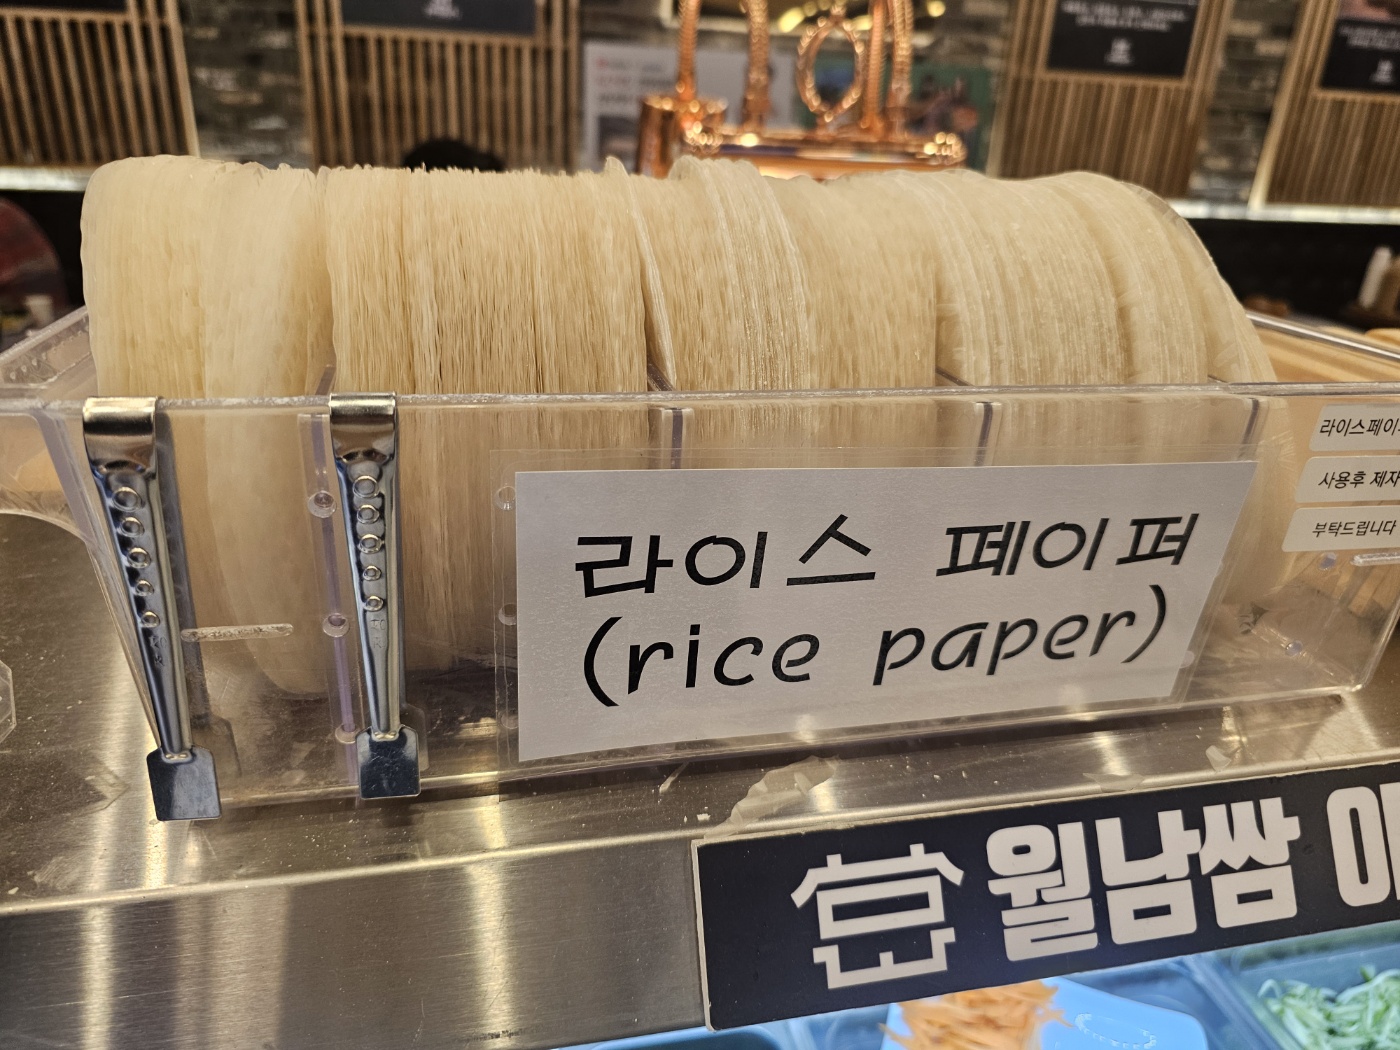 라이스 페이퍼
(rice paper)
라이스페이
사용후 제자
부탁드립니다
월남쌈